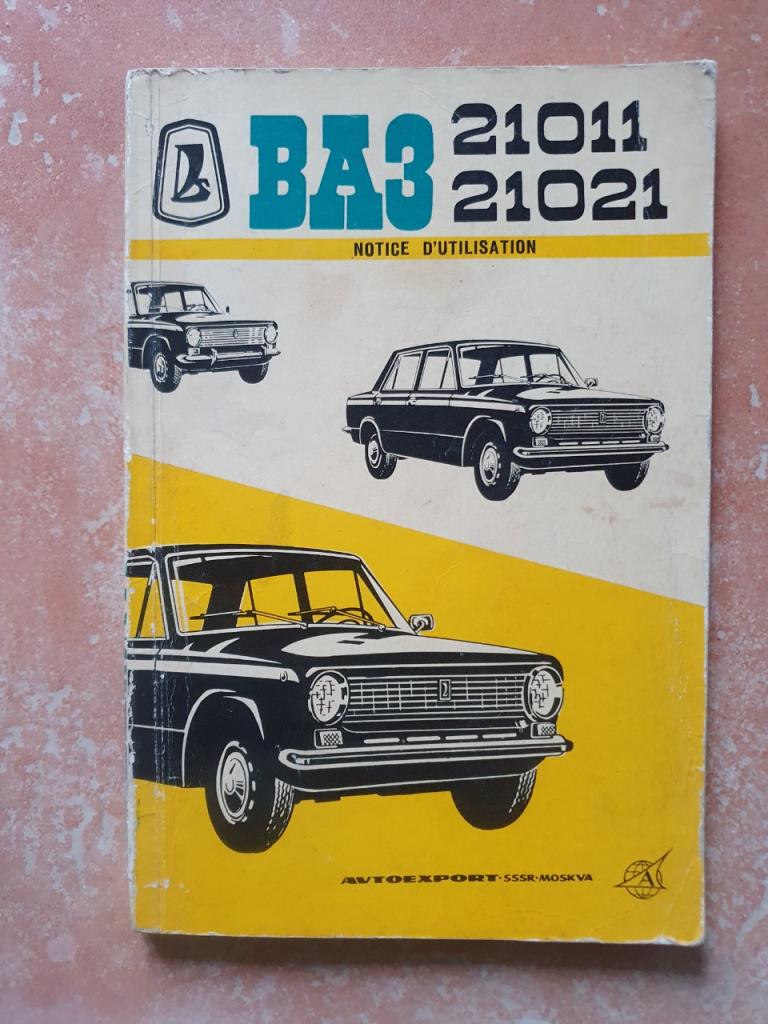 ВАЗ 21011
21021
NOTICE D'UTILISATION
AVTOEXPORT·SSSR·MOSKVA
A